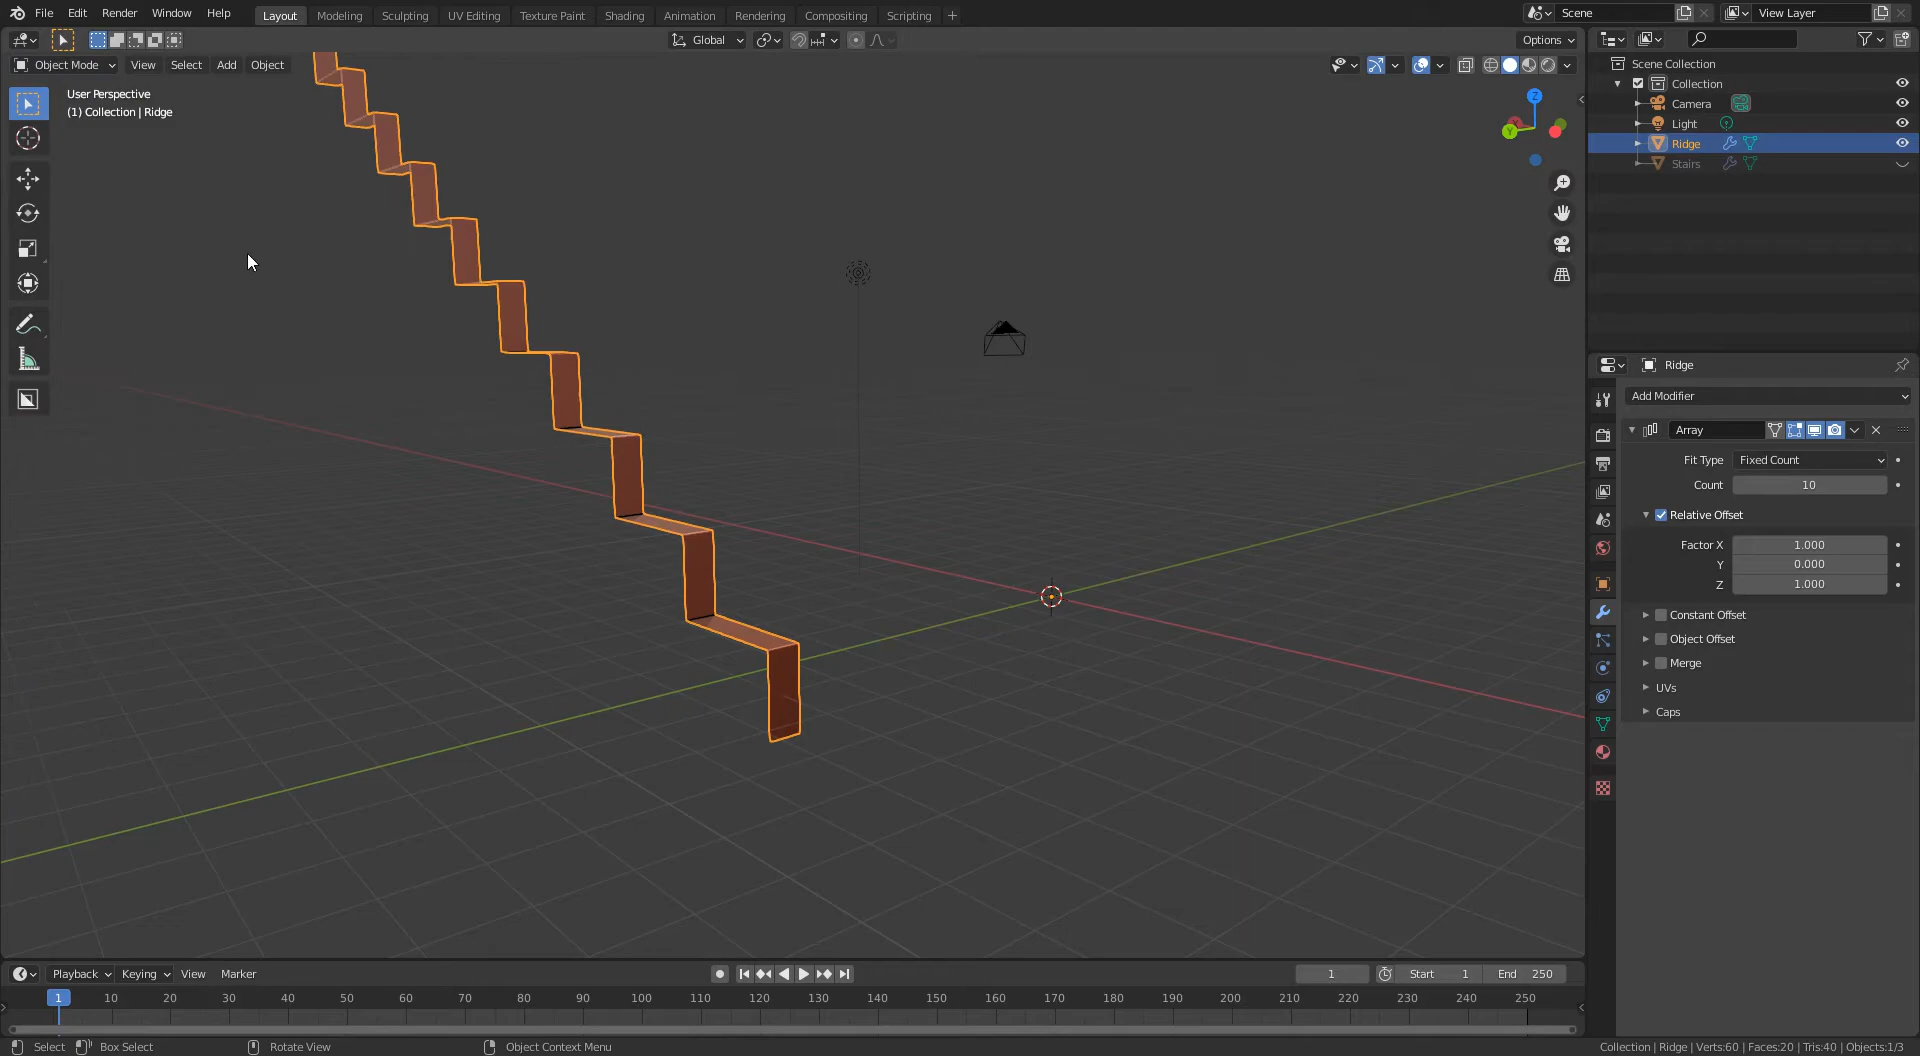 File Edit Render Window Help
Layout Modeling Sculpting UV Editing Texture Paint Shading Animation Rendering Compositing Scripting +
Scene
View Layer
Global
Options
Object Mode View Select Add Object
User Perspective
(1) Collection | Ridge
Z
X
Y
Scene Collection
Collection
Camera
Light
Ridge
Stairs
Ridge
Add Modifier
Array
Fit Type Fixed Count
Count 10
Relative Offset
Factor X 1.000
Y 0.000
Z 1.000
Constant Offset
Object Offset
Merge
UVs
Caps
Playback Keying View Marker
1
Start 1
End 250
1 10 20 30 40 50 60 70 80 90 100 110 120 130 140 150 160 170 180 190 200 210 220 230 240 250
Select Box Select Rotate View Object Context Menu
Collection | Ridge | Verts:60 | Faces:20 | Tris:40 | Objects:1/3